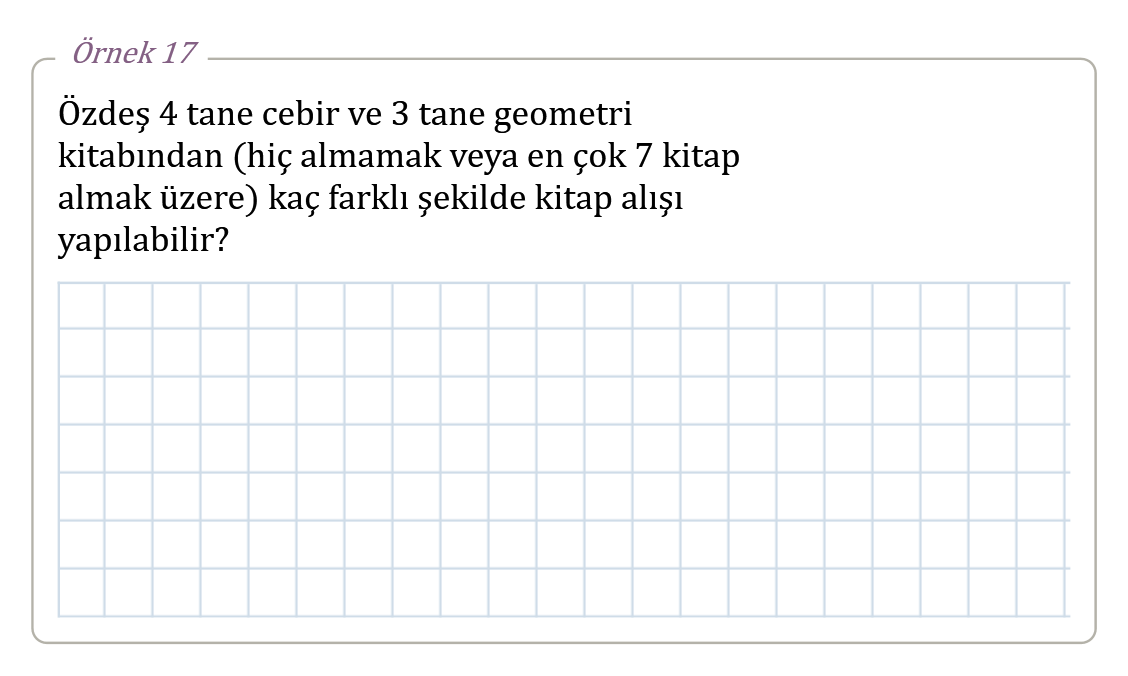 Örnek 17
Özdeş 4 tane cebir ve 3 tane geometri
kitabından (hiç almamak veya en çok 7 kitap
almak üzere) kaç farklı şekilde kitap alışı
yapılabilir?